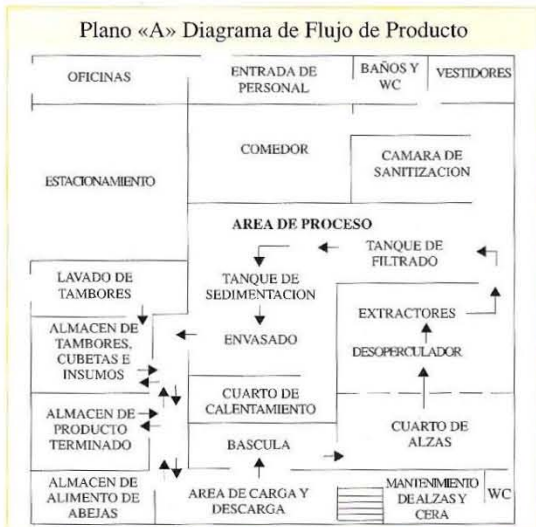 Plano «A» Diagrama de Flujo de Producto
OFICINAS
ENTRADA DE
PERSONAL
BAÑOS Y
WC
VESTIDORES
ESTACIONAMIENTO
COMEDOR
CAMARA DE
SANITIZACION
AREA DE PROCESO
TANQUE DE
FILTRADO
LAVADO DE
TAMBORES
TANQUE DE
SEDIMENTACION
EXTRACTORES
ALMACEN DE
TAMBORES,
CUBETAS E
INSUMOS
ENVASADO
DESOPERCULADOR
CUARTO DE
CALENTAMIENTO
ALMACEN DE
PRODUCTO
TERMINADO
BASCULA
CUARTO DE
ALZAS
ALMACEN DE
ALIMENTO DE
ABEJAS
AREA DE CARGA Y
DESCARGA
MANTENIMIENTO
DE ALZAS Y
CERA
WC